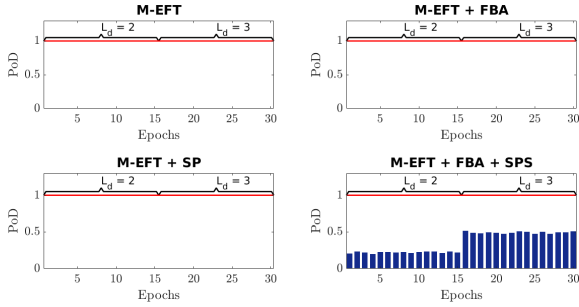 M-EFT
L_d = 2
L_d = 3
PoD
1
0.5
0
5 10 15 20 25 30
Epochs
M-EFT + FBA
L_d = 2
L_d = 3
PoD
1
0.5
0
5 10 15 20 25 30
Epochs
M-EFT + SP
L_d = 2
L_d = 3
PoD
1
0.5
0
5 10 15 20 25 30
Epochs
M-EFT + FBA + SPS
L_d = 2
L_d = 3
PoD
1
0.5
0
5 10 15 20 25 30
Epochs